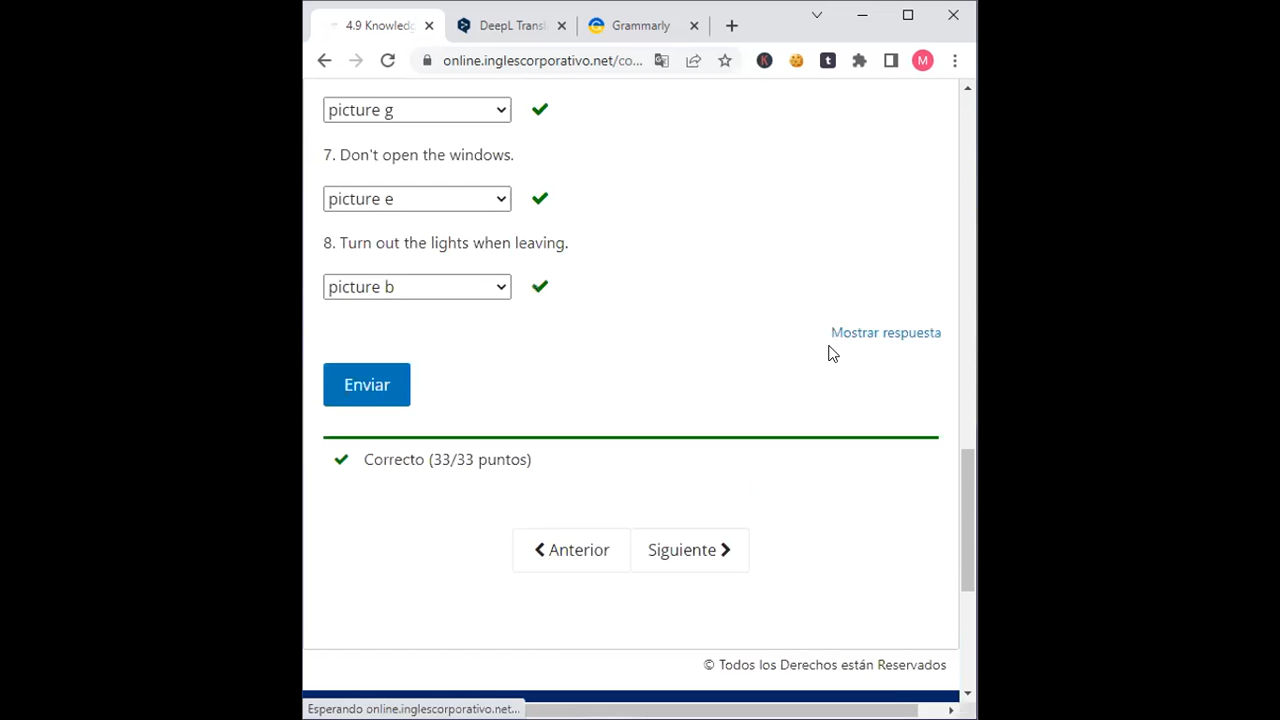 4.9 Knowledg
DeepL Transl
Grammarly
online.inglescorporativo.net/co...
K
t
M
picture g
7. Don't open the windows.
picture e
8. Turn out the lights when leaving.
picture b
Mostrar respuesta
Enviar
Correcto (33/33 puntos)
Anterior
Siguiente
© Todos los Derechos están Reservados
Esperando online.inglescorporativo.net...